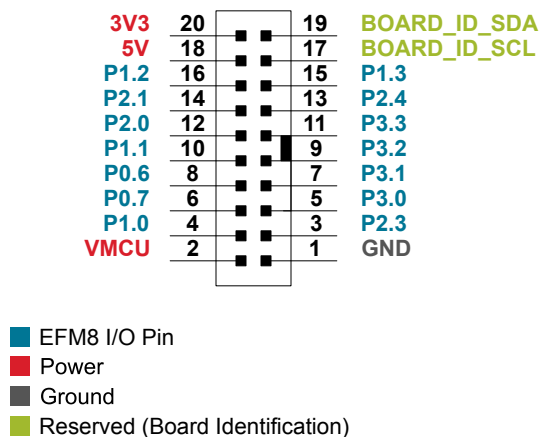 3V3 20 19 BOARD_ID_SDA
5V 18 17 BOARD_ID_SCL
P1.2 16 15 P1.3
P2.1 14 13 P2.4
P2.0 12 11 P3.3
P1.1 10 9 P3.2
P0.6 8 7 P3.1
P0.7 6 5 P3.0
P1.0 4 3 P2.3
VMCU 2 1 GND
EFM8 I/O Pin
Power
Ground
Reserved (Board Identification)